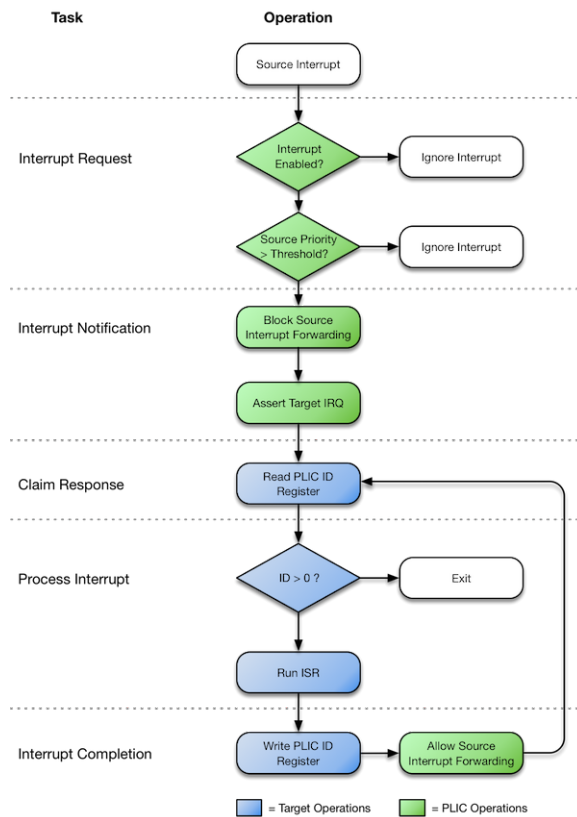 Task
Operation
Source Interrupt
Interrupt Request
Interrupt
Enabled?
Ignore Interrupt
Source Priority
> Threshold?
Ignore Interrupt
Interrupt Notification
Block Source
Interrupt Forwarding
Assert Target IRQ
Claim Response
Read PLIC ID
Register
Process Interrupt
ID > 0 ?
Exit
Run ISR
Interrupt Completion
Write PLIC ID
Register
Allow Source
Interrupt Forwarding
= Target Operations
= PLIC Operations